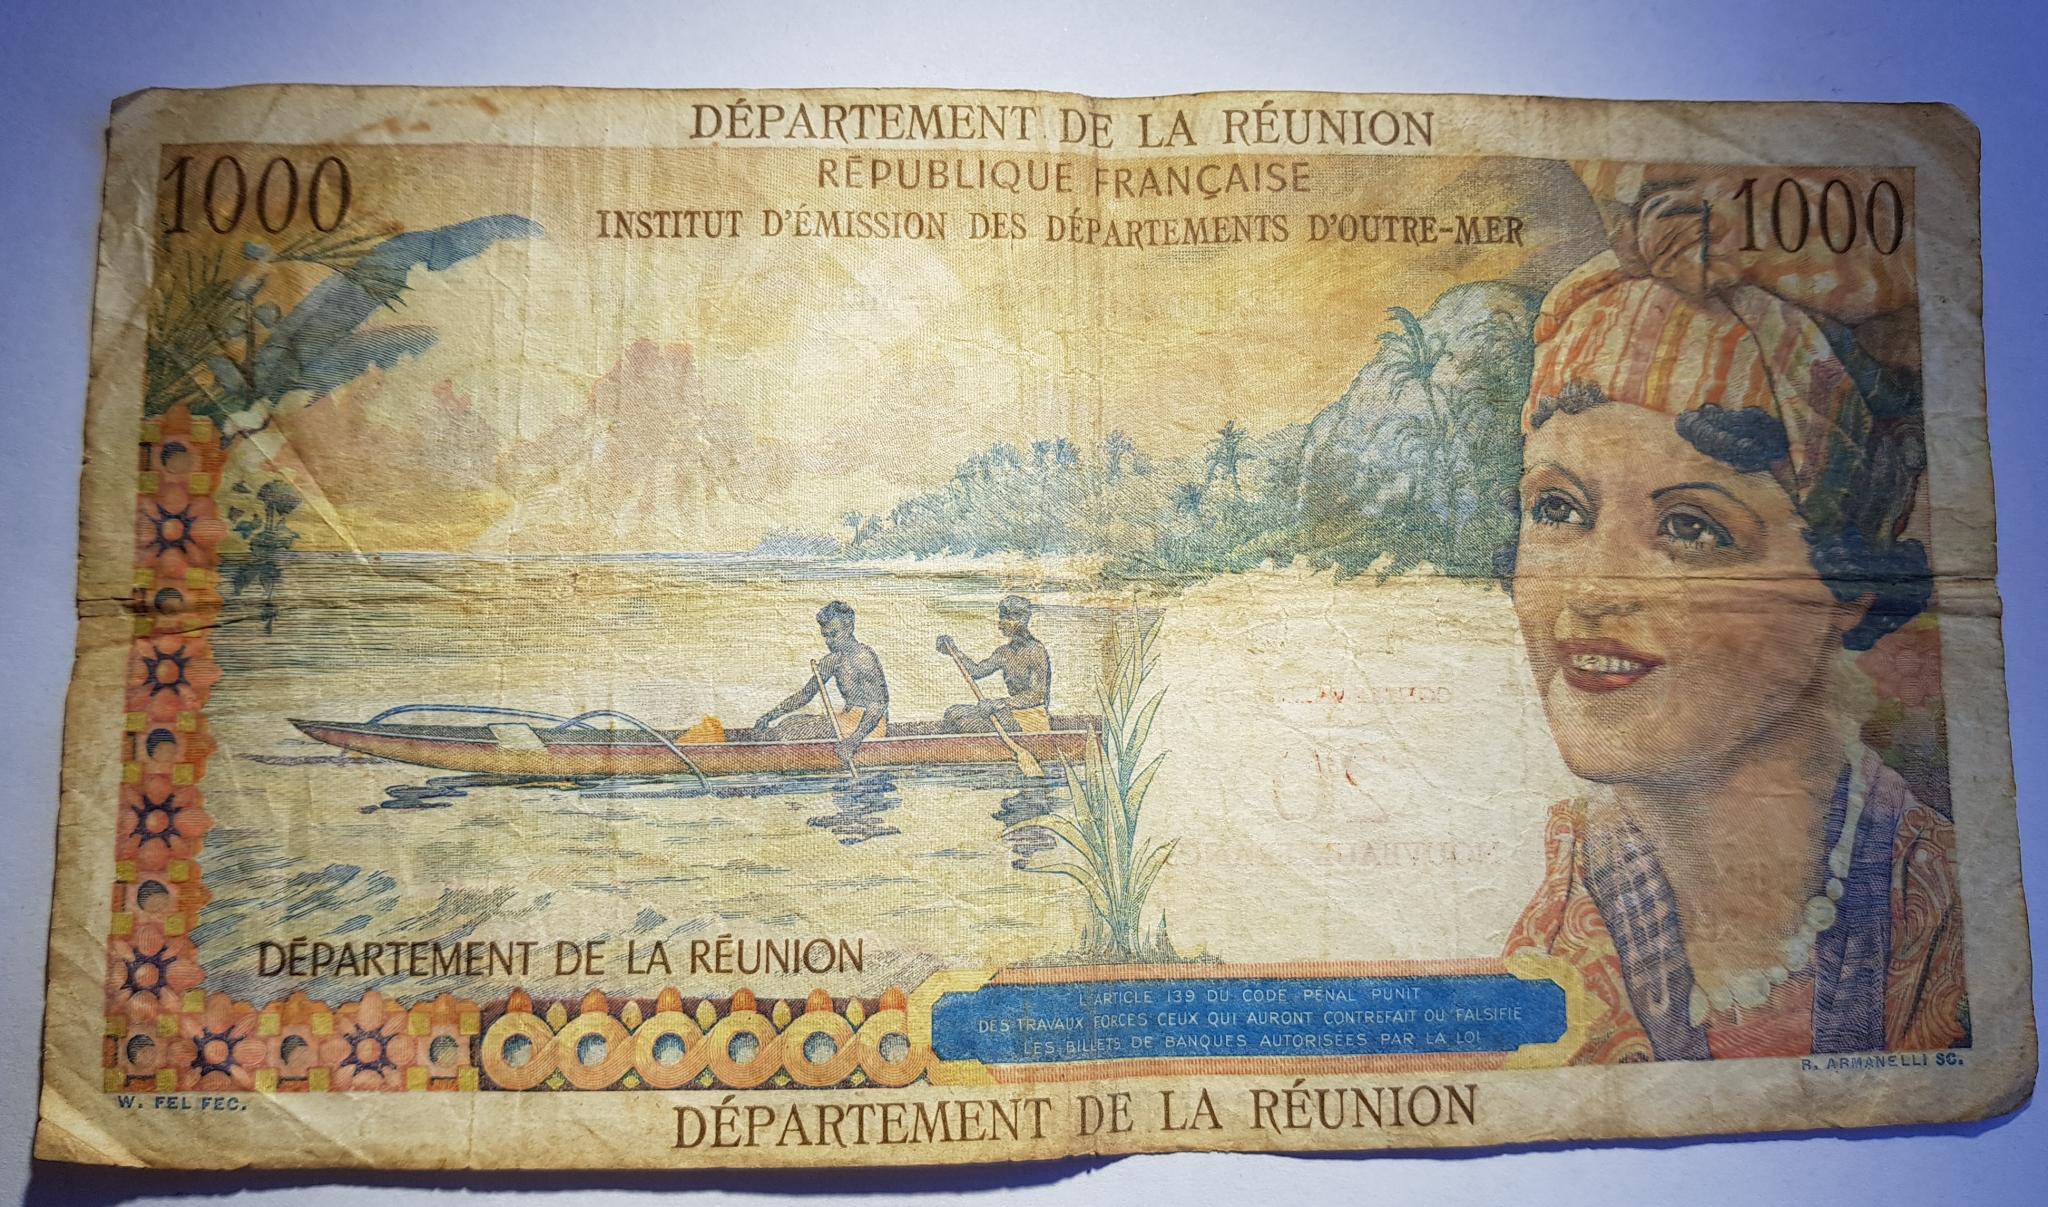 DÉPARTEMENT DE LA RÉUNION
1000
RÉPUBLIQUE FRANÇAISE
1000
INSTITUT D'ÉMISSION DES DÉPARTEMENTS D'OUTRE-MER
20
DÉPARTEMENT DE LA RÉUNION
L'ARTICLE 139 DU CODE PÉNAL PUNIT
DES TRAVAUX FORCÉS CEUX QUI AURONT CONTREFAIT OU FALSIFIÉ
LES BILLETS DE BANQUES AUTORISÉES PAR LA LOI
W. FEL FEC.
R. ARMANELLI SC.
DÉPARTEMENT DE LA RÉUNION